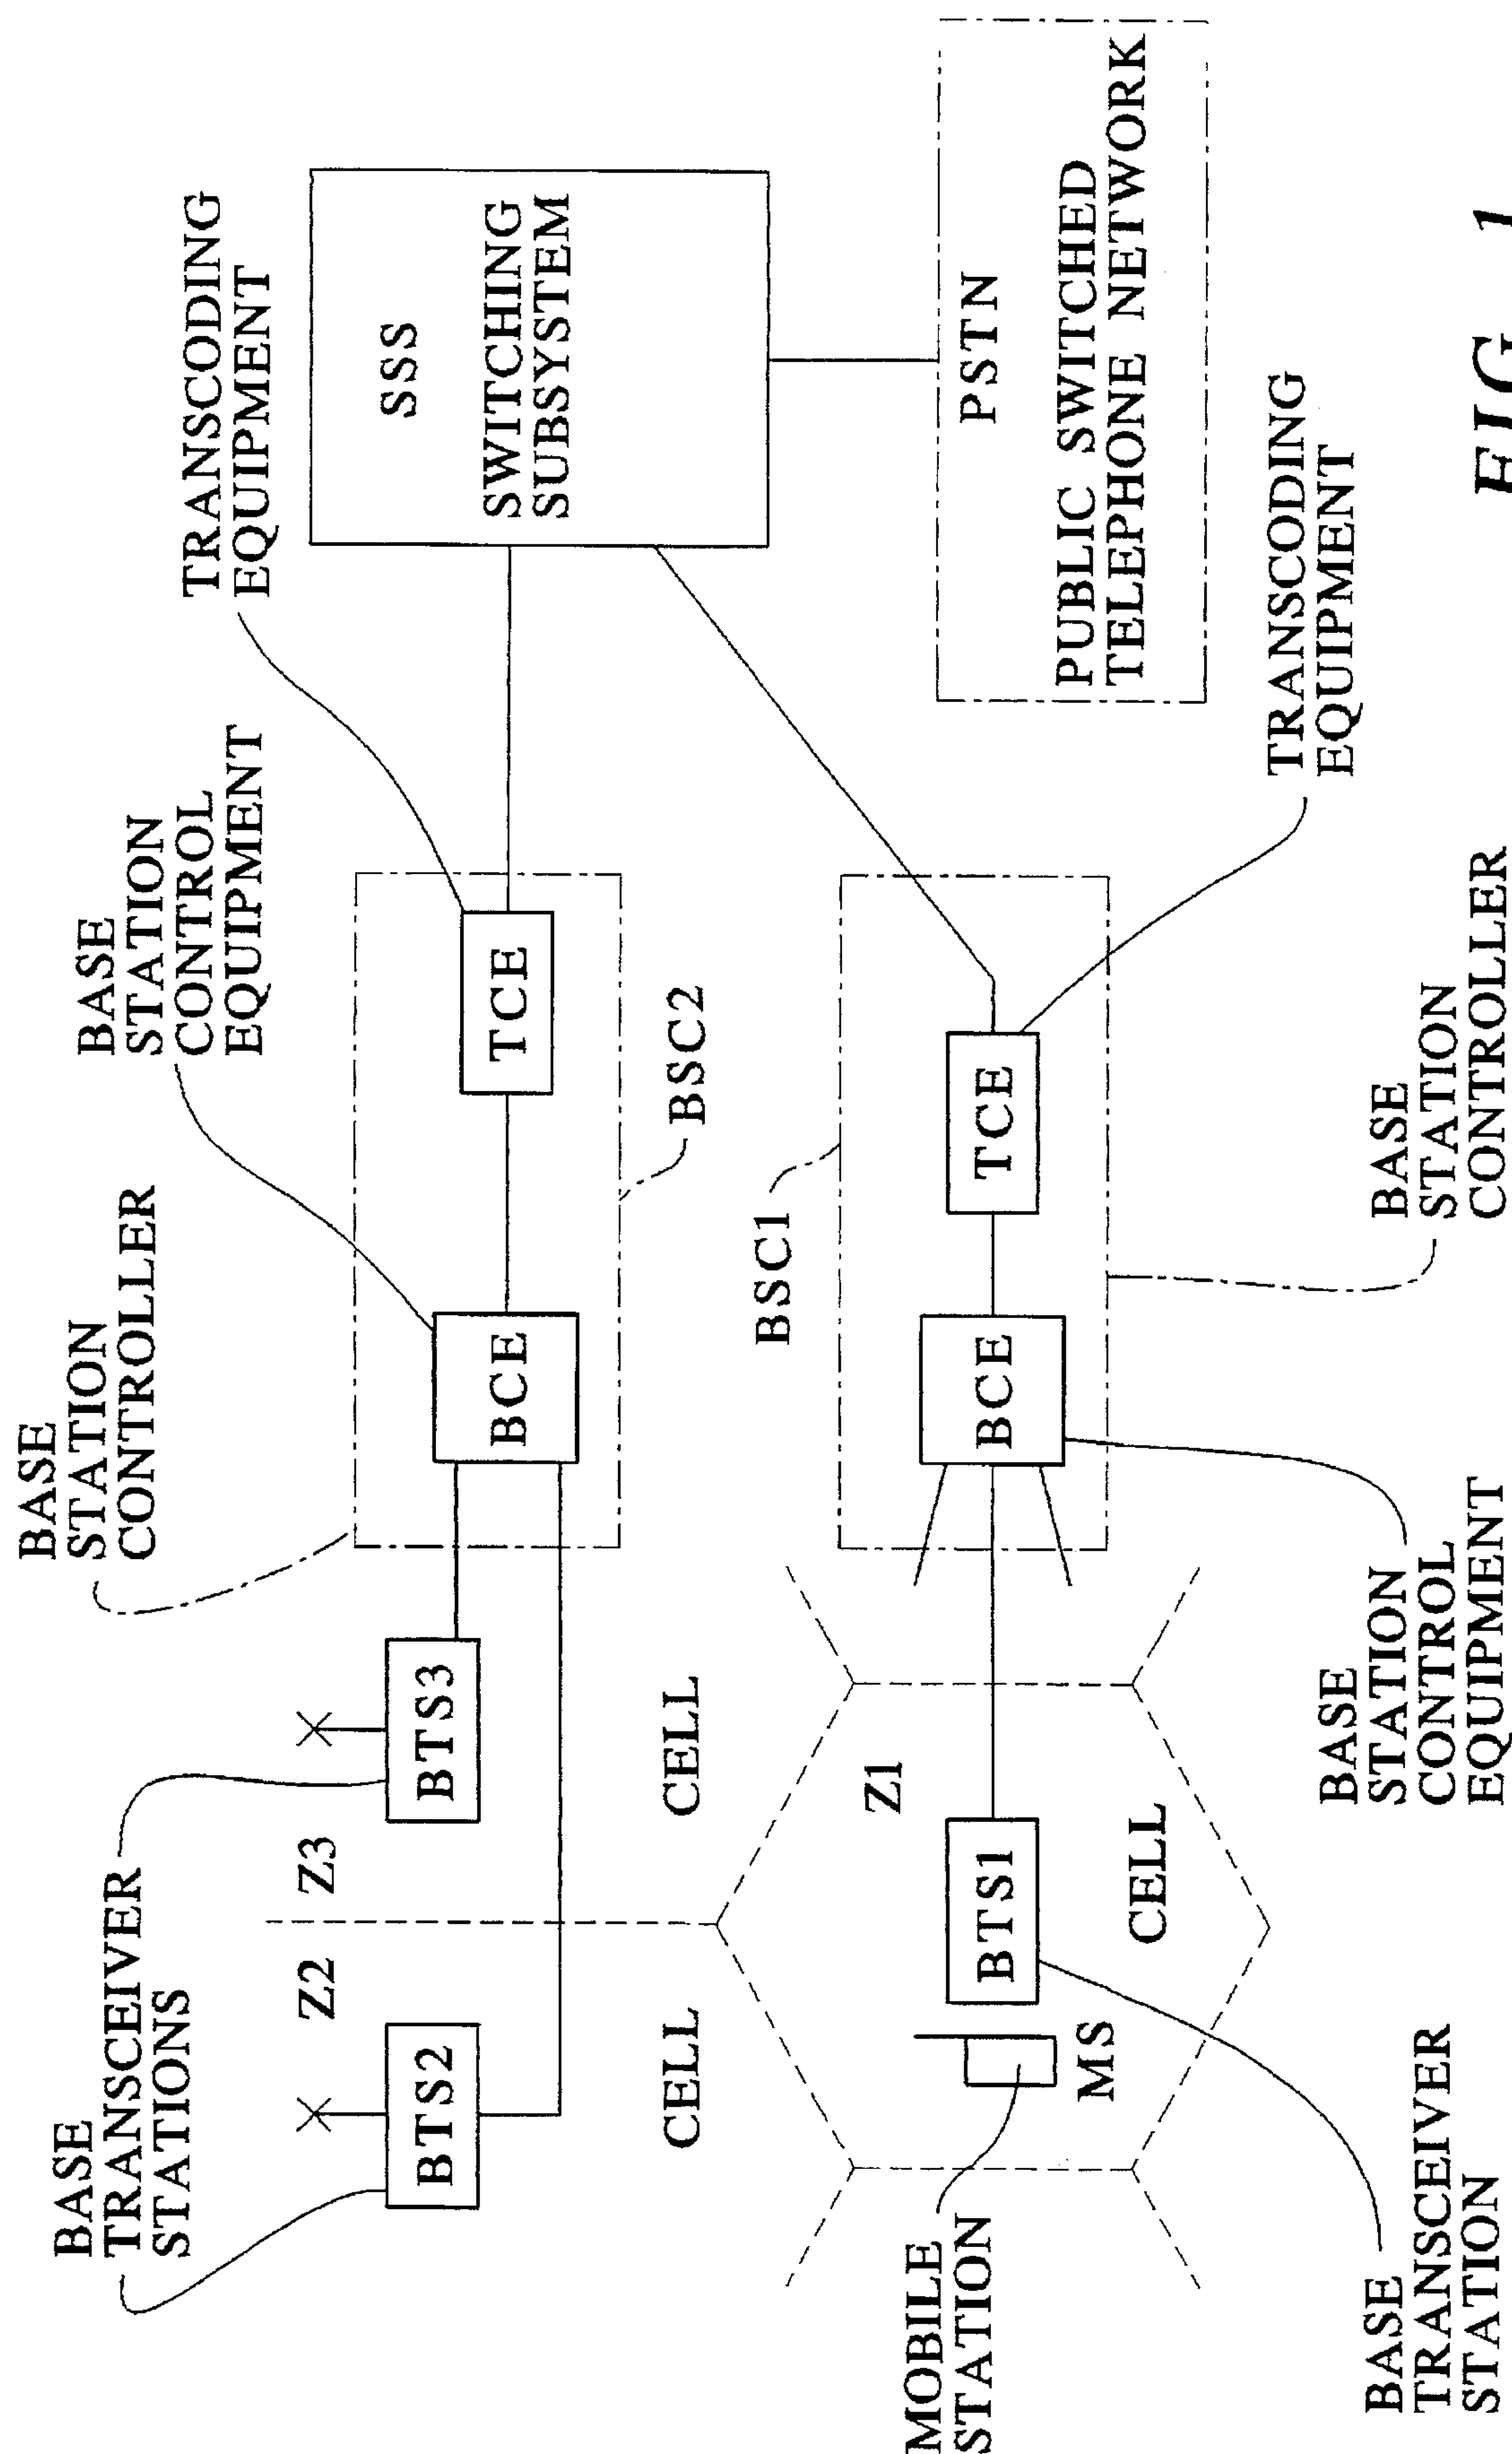 BASE
TRANSCEIVER
STATIONS
BASE
STATION
CONTROLLER
BASE
STATION
CONTROL
EQUIPMENT
TRANSCODING
EQUIPMENT
BTS2
Z2
Z3
BTS3
BCE
TCE
SSS
SWITCHING
SUBSYSTEM
CELL
CELL
BSC2
BSC1
MOBILE
STATION
MS
BTS1
Z1
CELL
BCE
TCE
PSTN
PUBLIC SWITCHED
TELEPHONE NETWORK
BASE
TRANSCEIVER
STATION
BASE
STATION
CONTROL
EQUIPMENT
BASE
STATION
CONTROLLER
TRANSCODING
EQUIPMENT
FIG. 1